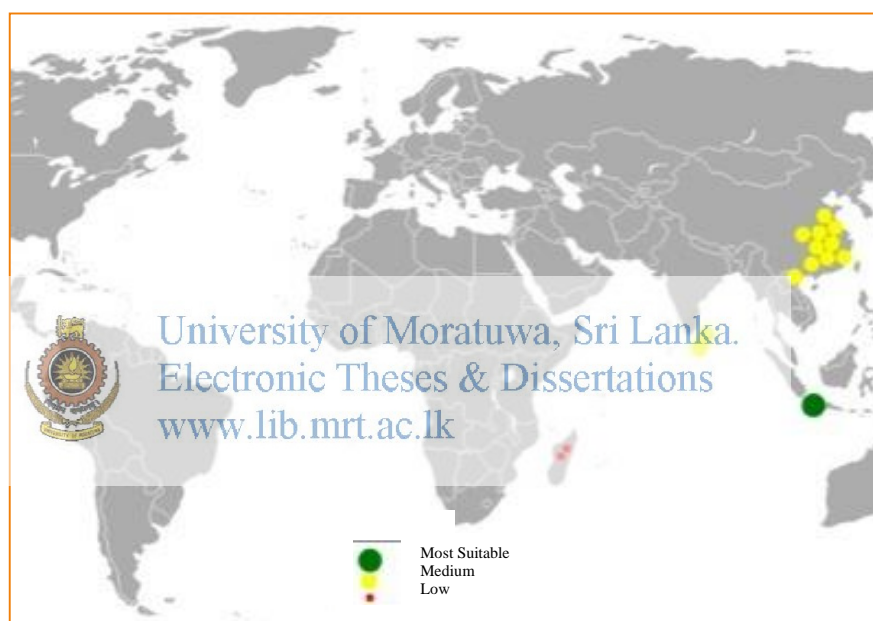 University of Moratuwa, Sri Lanka.
Electronic Theses & Dissertations
www.lib.mrt.ac.lk
Most Suitable
Medium
Low